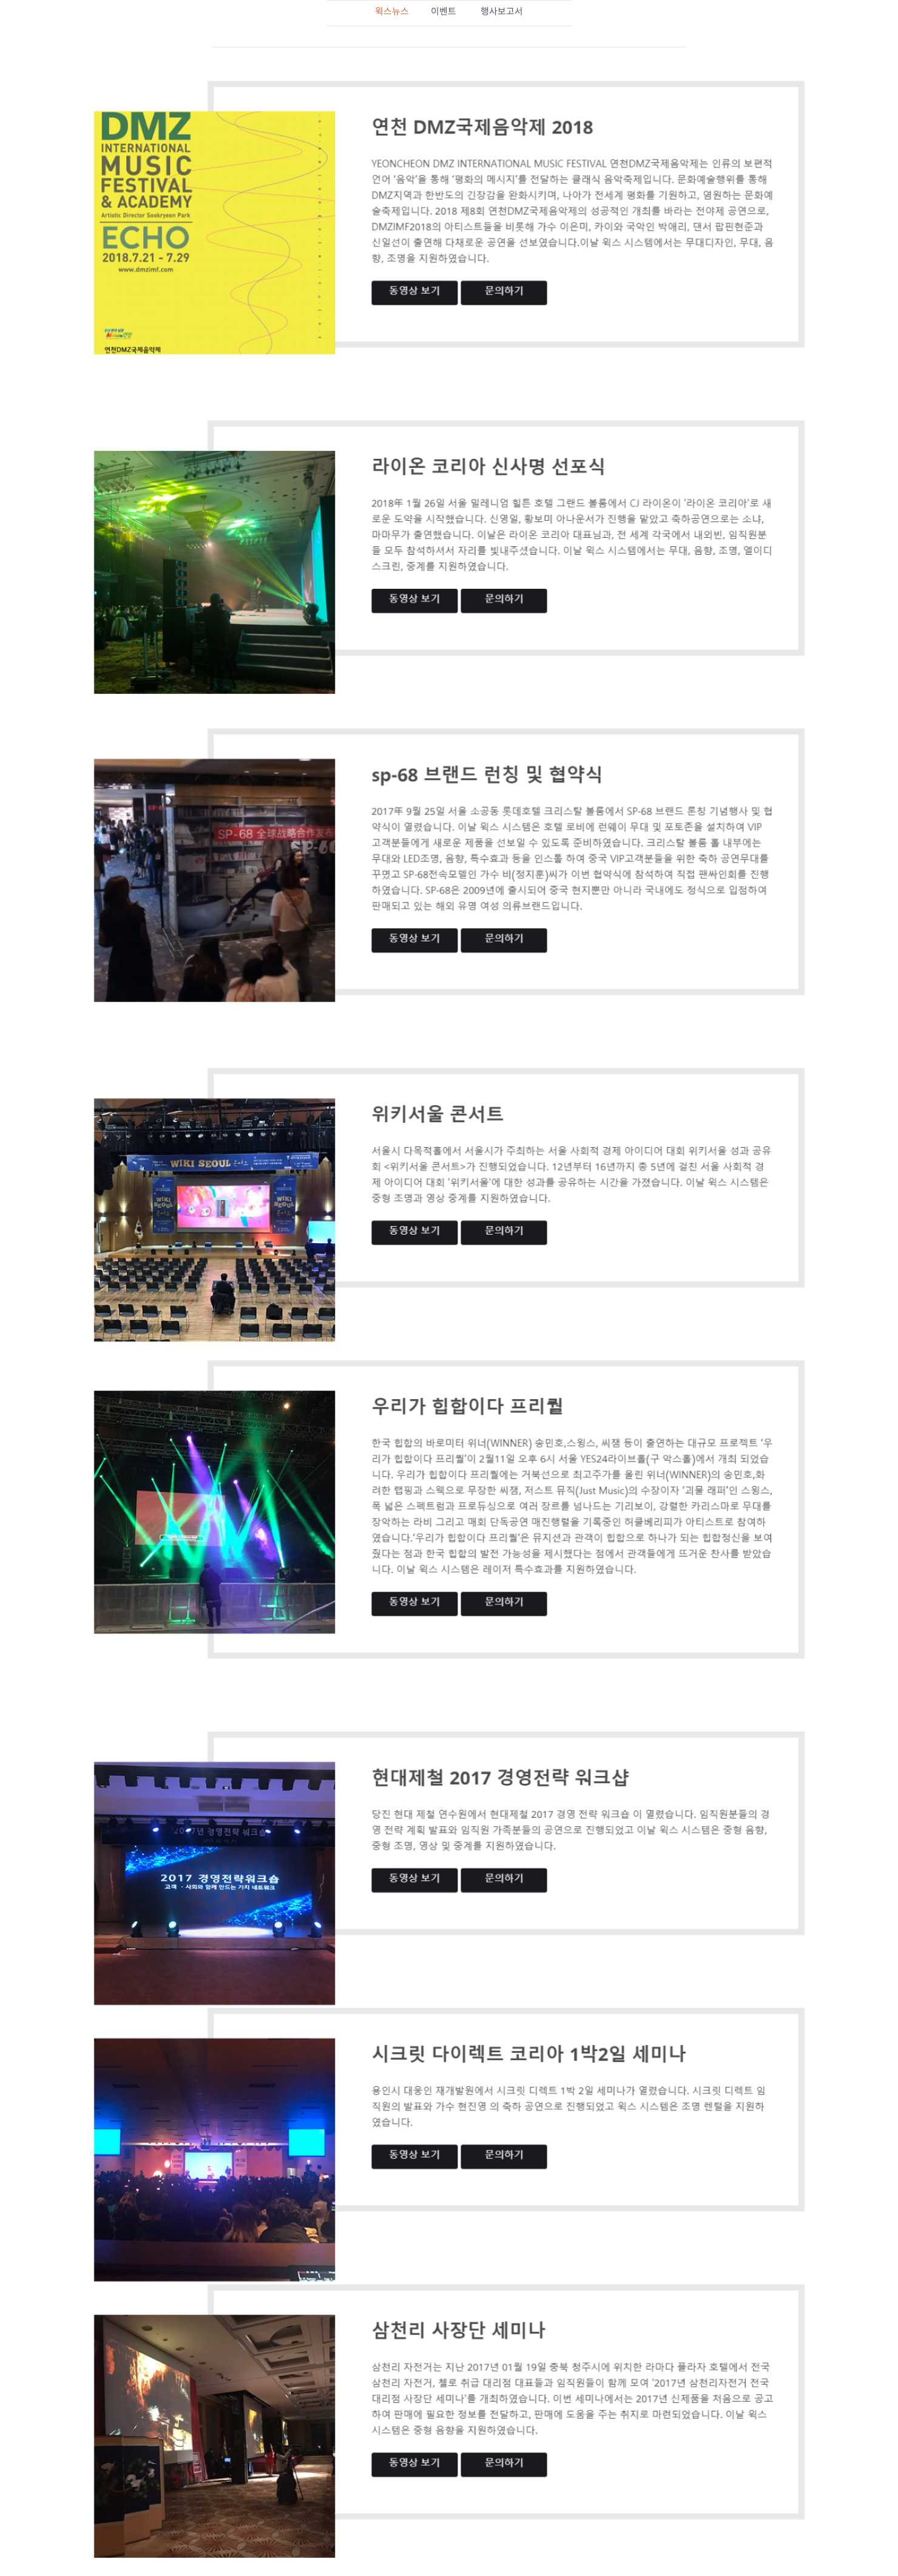 윅스뉴스 이벤트 행사보고서
DMZ
INTERNATIONAL
MUSIC
FESTIVAL
& ACADEMY
Artistic Director Sookryeon Park
ECHO
2018.7.21 - 7.29
www.dmzimf.com
연천DMZ국제음악제
연천 DMZ국제음악제 2018
YEONCHEON DMZ INTERNATIONAL MUSIC FESTIVAL 연천DMZ국제음악제는 인류의 보편적
언어 '음악'을 통해 '평화의 메시지'를 전달하는 클래식 음악축제입니다. 문화예술행위를 통해
DMZ지역과 한반도의 긴장감을 완화시키며, 나아가 전세계 평화를 기원하고, 염원하는 문화예
술축제입니다. 2018 제8회 연천DMZ국제음악제의 성공적인 개최를 바라는 전야제 공연으로,
DMZIMF2018의 아티스트들을 비롯해 가수 이은미, 카이와 국악인 박애리, 댄서 팝핀현준과
신일선이 출연해 다채로운 공연을 선보였습니다.이날 윅스 시스템에서는 무대디자인, 무대, 음
향, 조명을 지원하였습니다.
동영상 보기 문의하기
라이온 코리아 신사명 선포식
2018年 1월 26일 서울 밀레니엄 힐튼 호텔 그랜드 볼룸에서 CJ 라이온이 '라이온 코리아'로 새
로운 도약을 시작했습니다. 신영일, 황보미 아나운서가 진행을 맡았고 축하공연으로는 소냐,
마마무가 출연했습니다. 이날은 라이온 코리아 대표님과, 전 세계 각국에서 내외빈, 임직원분
들 모두 참석하셔서 자리를 빛내주셨습니다. 이날 윅스 시스템에서는 무대, 음향, 조명, 엘이디
스크린, 중계를 지원하였습니다.
동영상 보기 문의하기
SP-68 全球战略合作发布
sp-68 브랜드 런칭 및 협약식
2017年 9월 25일 서울 소공동 롯데호텔 크리스탈 볼룸에서 SP-68 브랜드 론칭 기념행사 및 협
약식이 열렸습니다. 이날 윅스 시스템은 호텔 로비에 런웨이 무대 및 포토존을 설치하여 VIP
고객분들에게 새로운 제품을 선보일 수 있도록 준비하였습니다. 크리스탈 볼룸 홀 내부에는
무대와 LED조명, 음향, 특수효과 등을 인스톨 하여 중국 VIP고객분들을 위한 축하 공연무대를
꾸몄고 SP-68전속모델인 가수 비(정지훈)씨가 이번 협약식에 참석하여 직접 팬싸인회를 진행
하였습니다. SP-68은 2009년에 출시되어 중국 현지뿐만 아니라 국내에도 정식으로 입점하여
판매되고 있는 해외 유명 여성 의류브랜드입니다.
동영상 보기 문의하기
WIKI SEOUL 콘서트
WIKI SEOUL WIKI SEOUL
위키서울 콘서트
서울시 다목적홀에서 서울시가 주최하는 서울 사회적 경제 아이디어 대회 위키서울 성과 공유
회 <위키서울 콘서트>가 진행되었습니다. 12년부터 16년까지 총 5년에 걸친 서울 사회적 경
제 아이디어 대회 '위키서울'에 대한 성과를 공유하는 시간을 가졌습니다. 이날 윅스 시스템은
중형 조명과 영상 중계를 지원하였습니다.
동영상 보기 문의하기
우리가 힙합이다 프리퀄
한국 힙합의 바로미터 위너(WINNER) 송민호,스윙스, 씨잼 등이 출연하는 대규모 프로젝트 '우
리가 힙합이다 프리퀄'이 2월11일 오후 6시 서울 YES24라이브홀(구 악스홀)에서 개최 되었습
니다. 우리가 힙합이다 프리퀄에는 거북선으로 최고주가를 올린 위너(WINNER)의 송민호,화
려한 랩핑과 스웩으로 무장한 씨잼, 저스트 뮤직(Just Music)의 수장이자 '괴물 래퍼'인 스윙스,
폭 넓은 스펙트럼과 프로듀싱으로 여러 장르를 넘나드는 기리보이, 강렬한 카리스마로 무대를
장악하는 라비 그리고 매회 단독공연 매진행렬을 기록중인 허클베리피가 아티스트로 참여하
였습니다.'우리가 힙합이다 프리퀄'은 뮤지션과 관객이 힙합으로 하나가 되는 힙합정신을 보여
줬다는 점과 한국 힙합의 발전 가능성을 제시했다는 점에서 관객들에게 뜨거운 찬사를 받았습
니다. 이날 윅스 시스템은 레이저 특수효과를 지원하였습니다.
동영상 보기 문의하기
2017년 경영전략 워크숍
2017 경영전략워크숍
고객 · 사회와 함께 만드는 가치 네트워크
현대제철 2017 경영전략 워크샵
당진 현대 제철 연수원에서 현대제철 2017 경영 전략 워크숍 이 열렸습니다. 임직원분들의 경
영 전략 계획 발표와 임직원 가족분들의 공연으로 진행되었고 이날 윅스 시스템은 중형 음향,
중형 조명, 영상 및 중계를 지원하였습니다.
동영상 보기 문의하기
시크릿 다이렉트 코리아 1박2일 세미나
용인시 대웅인 재개발원에서 시크릿 디렉트 1박 2일 세미나가 열렸습니다. 시크릿 디렉트 임
직원의 발표와 가수 현진영 의 축하 공연으로 진행되었고 윅스 시스템은 조명 렌털을 지원하
였습니다.
동영상 보기 문의하기
삼천리 사장단 세미나
삼천리 자전거는 지난 2017년 01월 19일 충북 청주시에 위치한 라마다 플라자 호텔에서 전국
삼천리 자전거, 첼로 취급 대리점 대표들과 임직원들이 함께 모여 '2017년 삼천리자전거 전국
대리점 사장단 세미나'를 개최하였습니다. 이번 세미나에서는 2017년 신제품을 처음으로 공고
하여 판매에 필요한 정보를 전달하고, 판매에 도움을 주는 취지로 마련되었습니다. 이날 윅스
시스템은 중형 음향을 지원하였습니다.
동영상 보기 문의하기